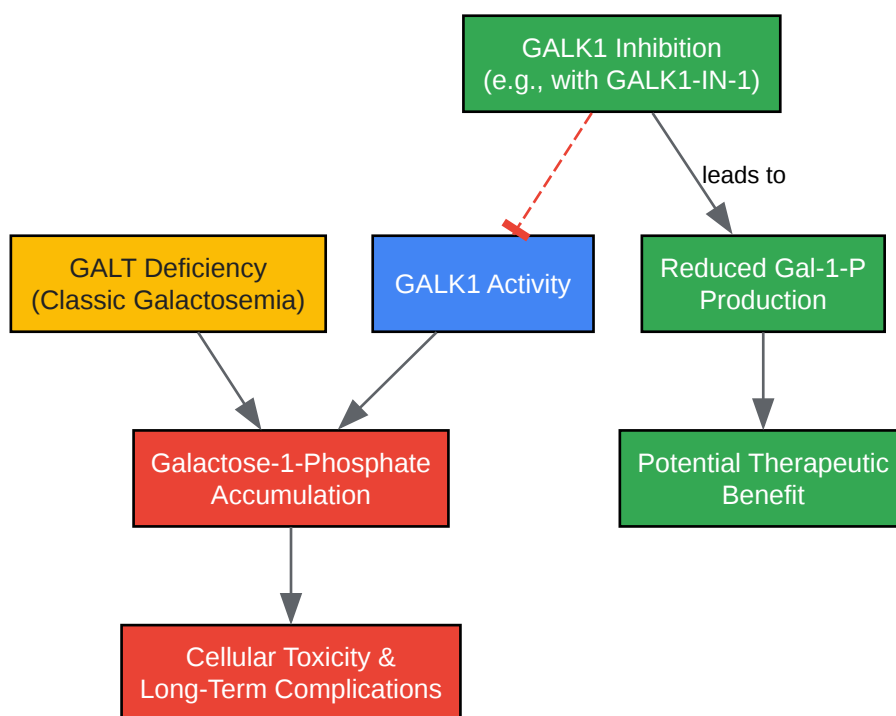 GALK1 Inhibition
(e.g., with GALK1-IN-1)
leads to
GALT Deficiency
(Classic Galactosemia)
GALK1 Activity
Reduced Gal-1-P
Production
Galactose-1-Phosphate
Accumulation
Potential Therapeutic
Benefit
Cellular Toxicity &
Long-Term Complications